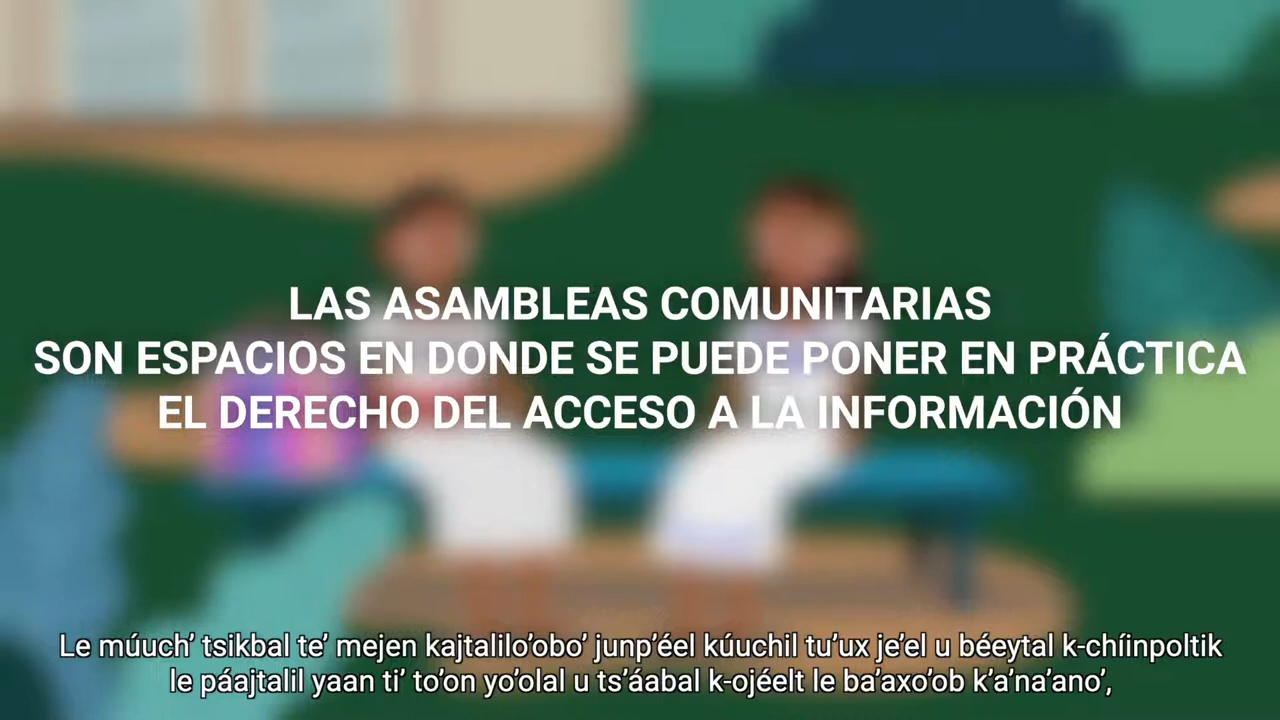 LAS ASAMBLEAS COMUNITARIAS
SON ESPACIOS EN DONDE SE PUEDE PONER EN PRÁCTICA
EL DERECHO DEL ACCESO A LA INFORMACIÓN
Le múuch’ tsikbal te’ mejen kajtalilo’obo’ junp’éel kúuchil tu’ux je’el u béeytal k-chíinpoltik
le páajtalil yaan ti’ to’on yo’olal u ts’áabal k-ojéelt le ba’axo’ob k’a’na’ano’,